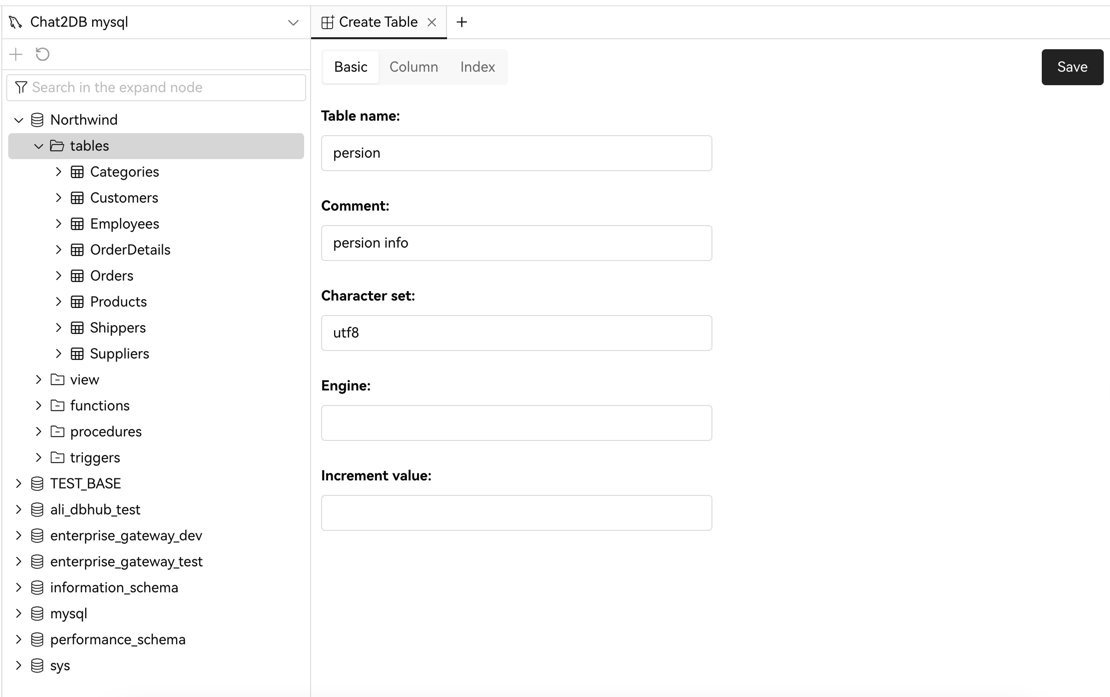 Chat2DB mysql
Create Table
Search in the expand node
Northwind
tables
Categories
Customers
Employees
OrderDetails
Orders
Products
Shippers
Suppliers
view
functions
procedures
triggers
TEST_BASE
ali_dbhub_test
enterprise_gateway_dev
enterprise_gateway_test
information_schema
mysql
performance_schema
sys
Basic Column Index
Save
Table name:
persion
Comment:
persion info
Character set:
utf8
Engine:
Increment value: